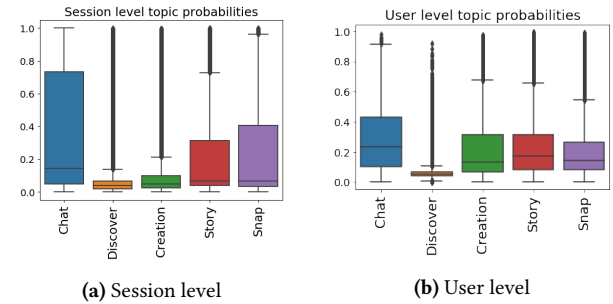 Session level topic probabilities
1.0
0.8
0.6
0.4
0.2
0.0
Chat
Discover
Creation
Story
Snap
(a) Session level
User level topic probabilities
1.0
0.8
0.6
0.4
0.2
0.0
Chat
Discover
Creation
Story
Snap
(b) User level